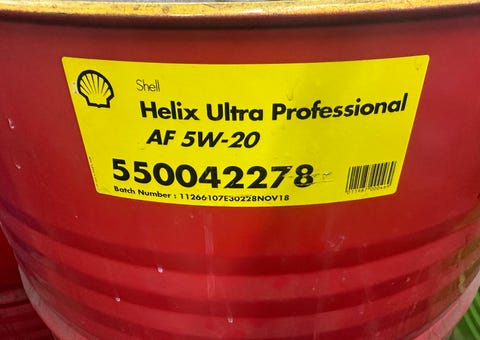 Shell
Helix Ultra Professional
AF 5W-20
550042278
Batch Number : 11266107E30228NOV18